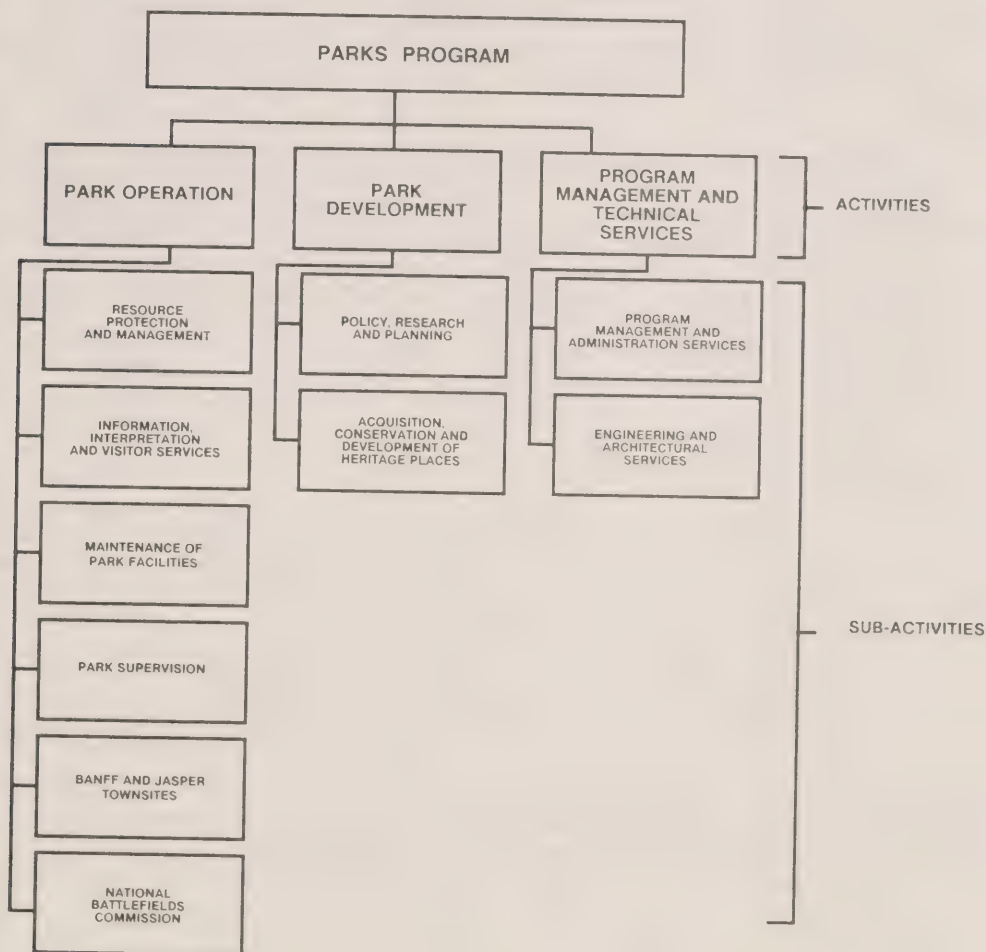 PARKS PROGRAM
PARK OPERATION
PARK
DEVELOPMENT
PROGRAM
MANAGEMENT AND
TECHNICAL
SERVICES
ACTIVITIES
RESOURCE
PROTECTION
AND MANAGEMENT
INFORMATION,
INTERPRETATION
AND VISITOR SERVICES
MAINTENANCE OF
PARK FACILITIES
PARK SUPERVISION
BANFF AND JASPER
TOWNSITES
NATIONAL
BATTLEFIELDS
COMMISSION
POLICY, RESEARCH
AND PLANNING
ACQUISITION,
CONSERVATION AND
DEVELOPMENT OF
HERITAGE PLACES
PROGRAM
MANAGEMENT AND
ADMINISTRATION SERVICES
ENGINEERING AND
ARCHITECTURAL
SERVICES
SUB-ACTIVITIES